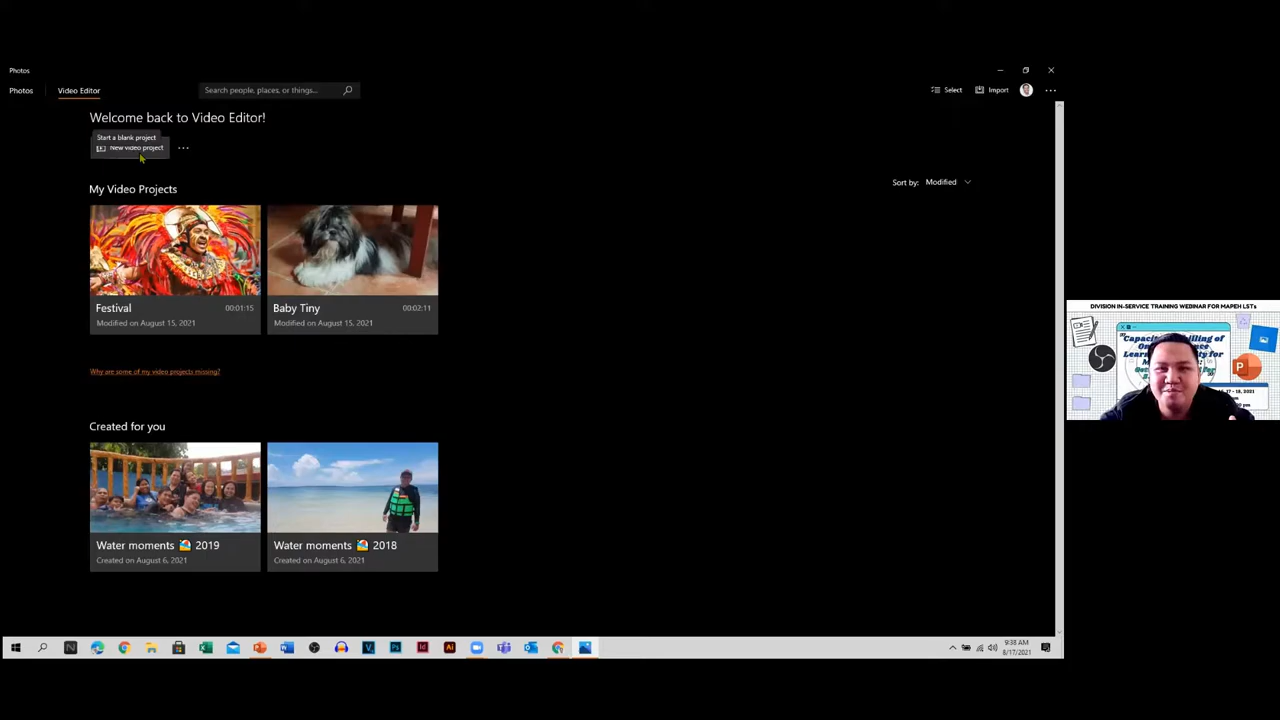 Photos
Photos
Video Editor
Search people, places, or things...
Select
Import
Welcome back to Video Editor!
Start a blank project
New video project
My Video Projects
Sort by: Modified
Festival 00:01:15
Modified on August 15, 2021
Baby Tiny 00:02:11
Modified on August 15, 2021
Why are some of my video projects missing?
Created for you
Water moments 🏖 2019
Created on August 6, 2021
Water moments 🏖 2018
Created on August 6, 2021
9:38 AM
8/17/2021
DIVISION IN-SERVICE TRAINING WEBINAR FOR MAPEH LSTs